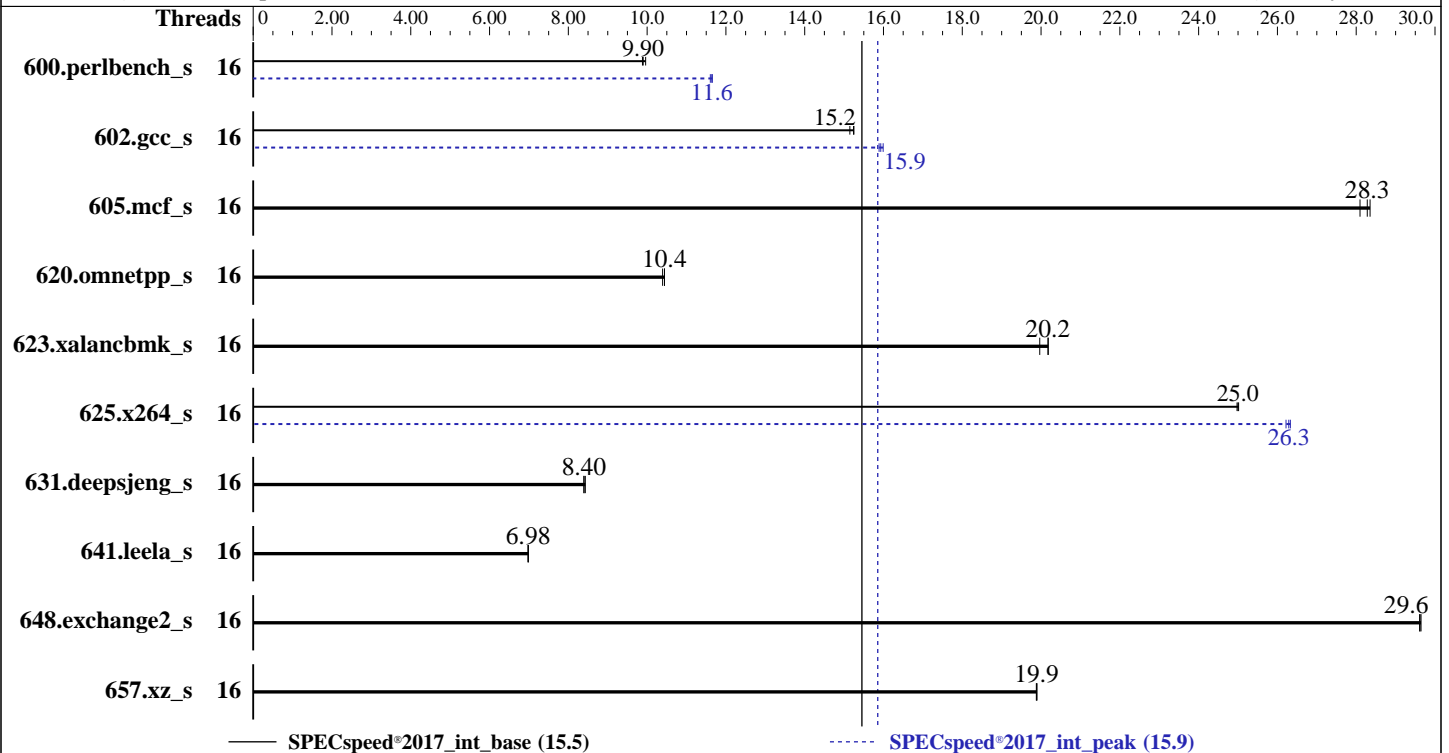 Threads 0 2.00 4.00 6.00 8.00 10.0 12.0 14.0 16.0 18.0 20.0 22.0 24.0 26.0 28.0 30.0
9.90
600.perlbench_s 16
11.6
15.2
602.gcc_s 16
15.9
28.3
605.mcf_s 16
10.4
620.omnetpp_s 16
20.2
623.xalancbmk_s 16
25.0
625.x264_s 16
26.3
8.40
631.deepsjeng_s 16
6.98
641.leela_s 16
29.6
648.exchange2_s 16
19.9
657.xz_s 16
SPECspeed®2017_int_base (15.5) SPECspeed®2017_int_peak (15.9)